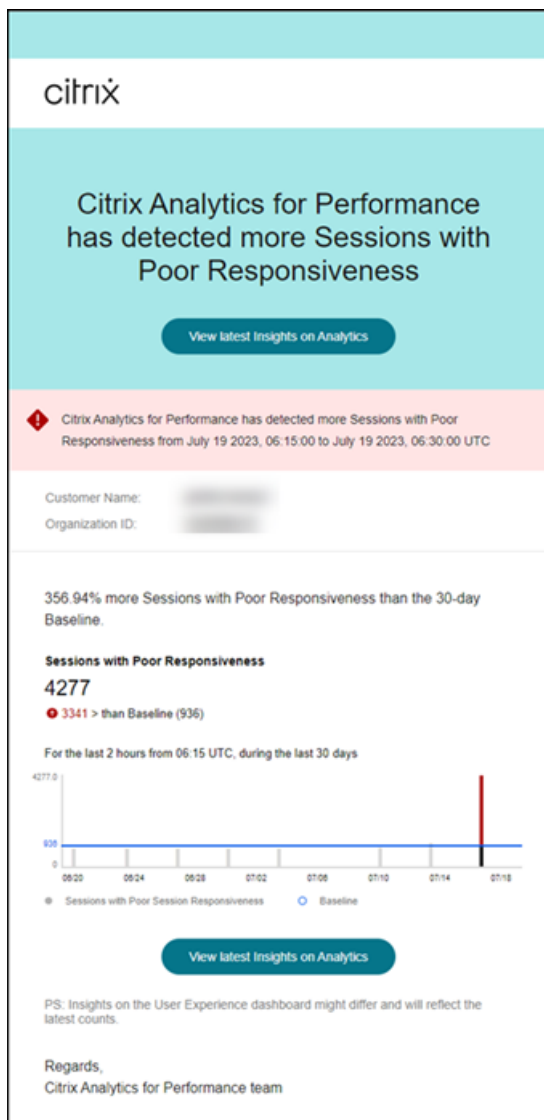 citrix
Citrix Analytics for Performance
has detected more Sessions with
Poor Responsiveness
View latest Insights on Analytics
Citrix Analytics for Performance has detected more Sessions with Poor
Responsiveness from July 19 2023, 06:15:00 to July 19 2023, 06:30:00 UTC
Customer Name:
Organization ID:
356.94% more Sessions with Poor Responsiveness than the 30-day
Baseline.
Sessions with Poor Responsiveness
4277
3341 > than Baseline (936)
For the last 2 hours from 06:15 UTC, during the last 30 days
4277.0
936
0
06/20 06/24 06/28 07/02 07/06 07/10 07/14 07/18
Sessions with Poor Session Responsiveness Baseline
View latest Insights on Analytics
PS: Insights on the User Experience dashboard might differ and will reflect the
latest counts.
Regards,
Citrix Analytics for Performance team